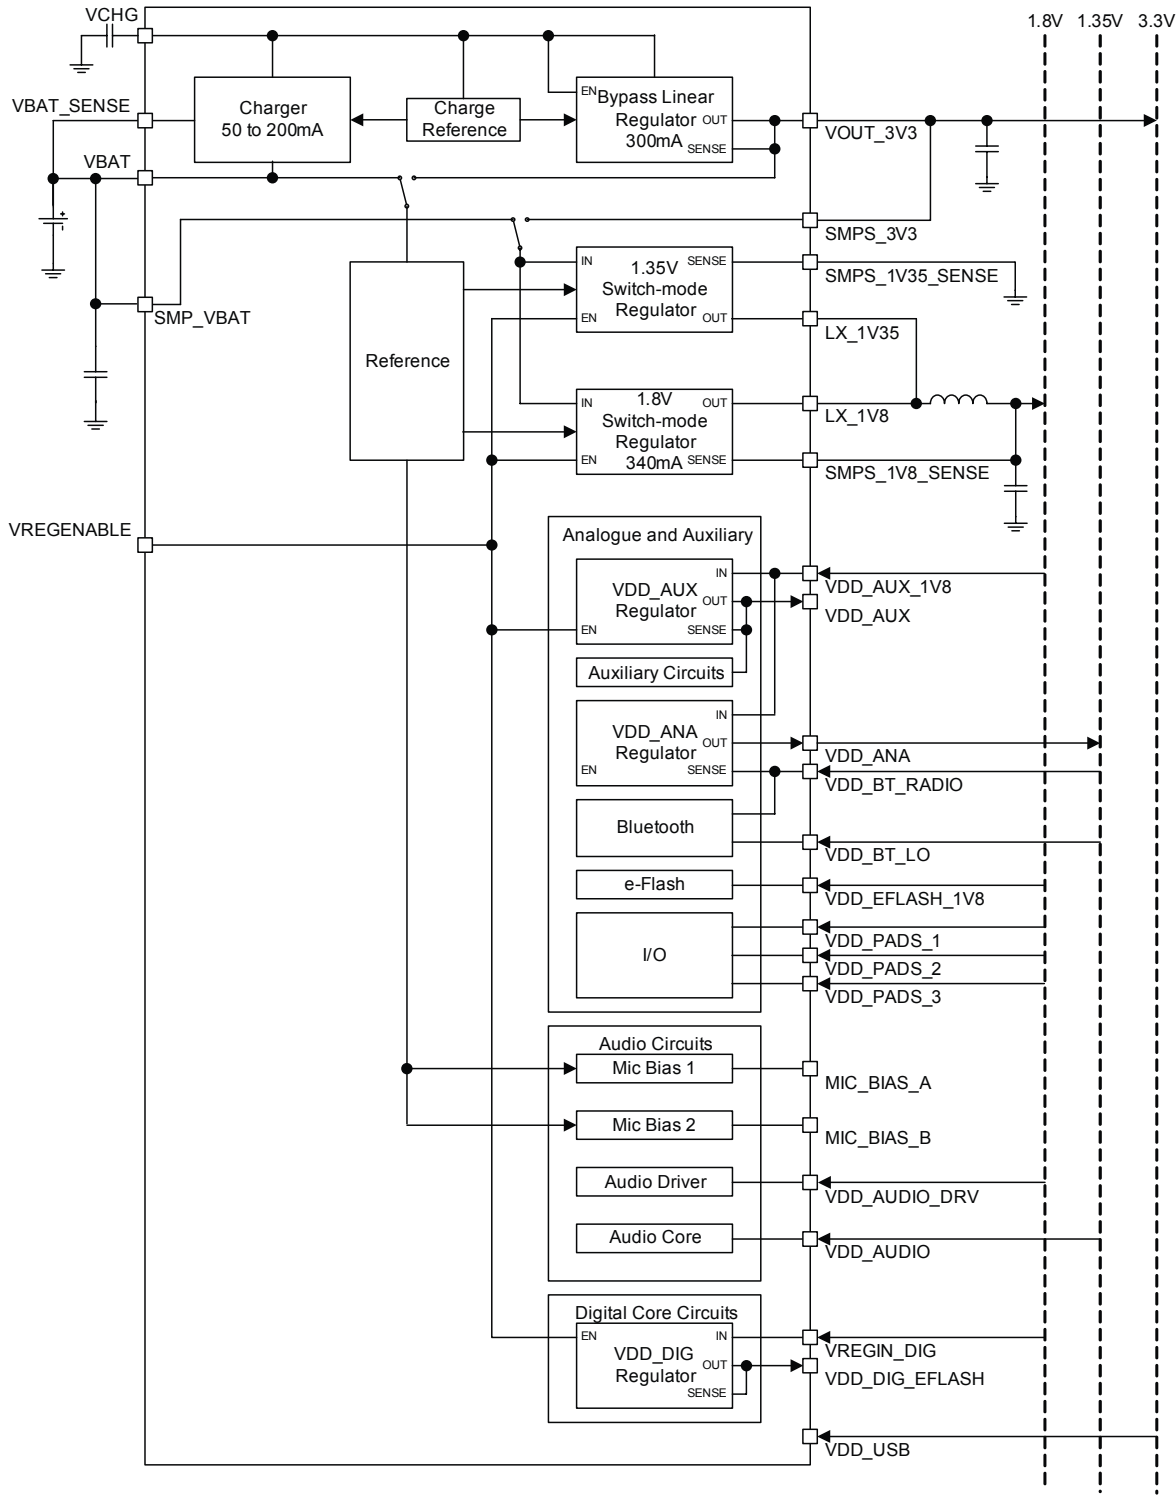 VCHG
1.8V 1.35V 3.3V
VBAT_SENSE
Charger
50 to 200mA
Charge
Reference
EN
Bypass Linear
Regulator
300mA
OUT
SENSE
VOUT_3V3
VBAT
+
-
SMPS_3V3
IN
1.35V
Switch-mode
Regulator
SENSE
EN
OUT
SMPS_1V35_SENSE
SMP_VBAT
LX_1V35
Reference
IN
1.8V
Switch-mode
Regulator
340mA
OUT
EN
SENSE
LX_1V8
SMPS_1V8_SENSE
VREGENABLE
Analogue and Auxiliary
IN
VDD_AUX
Regulator
OUT
EN
SENSE
VDD_AUX_1V8
VDD_AUX
Auxiliary Circuits
IN
VDD_ANA
Regulator
OUT
EN
SENSE
VDD_ANA
VDD_BT_RADIO
Bluetooth
VDD_BT_LO
e-Flash
VDD_EFLASH_1V8
I/O
VDD_PADS_1
VDD_PADS_2
VDD_PADS_3
Audio Circuits
Mic Bias 1
MIC_BIAS_A
Mic Bias 2
MIC_BIAS_B
Audio Driver
VDD_AUDIO_DRV
Audio Core
VDD_AUDIO
Digital Core Circuits
EN
IN
VDD_DIG
Regulator
OUT
SENSE
VREGIN_DIG
VDD_DIG_EFLASH
VDD_USB